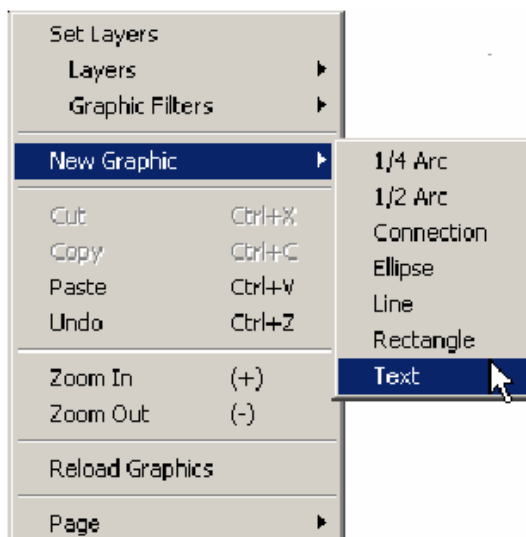 Set Layers
Layers
Graphic Filters
New Graphic
Cut Ctrl+X
Copy Ctrl+C
Paste Ctrl+V
Undo Ctrl+Z
Zoom In (+)
Zoom Out (-)
Reload Graphics
Page
1/4 Arc
1/2 Arc
Connection
Ellipse
Line
Rectangle
Text